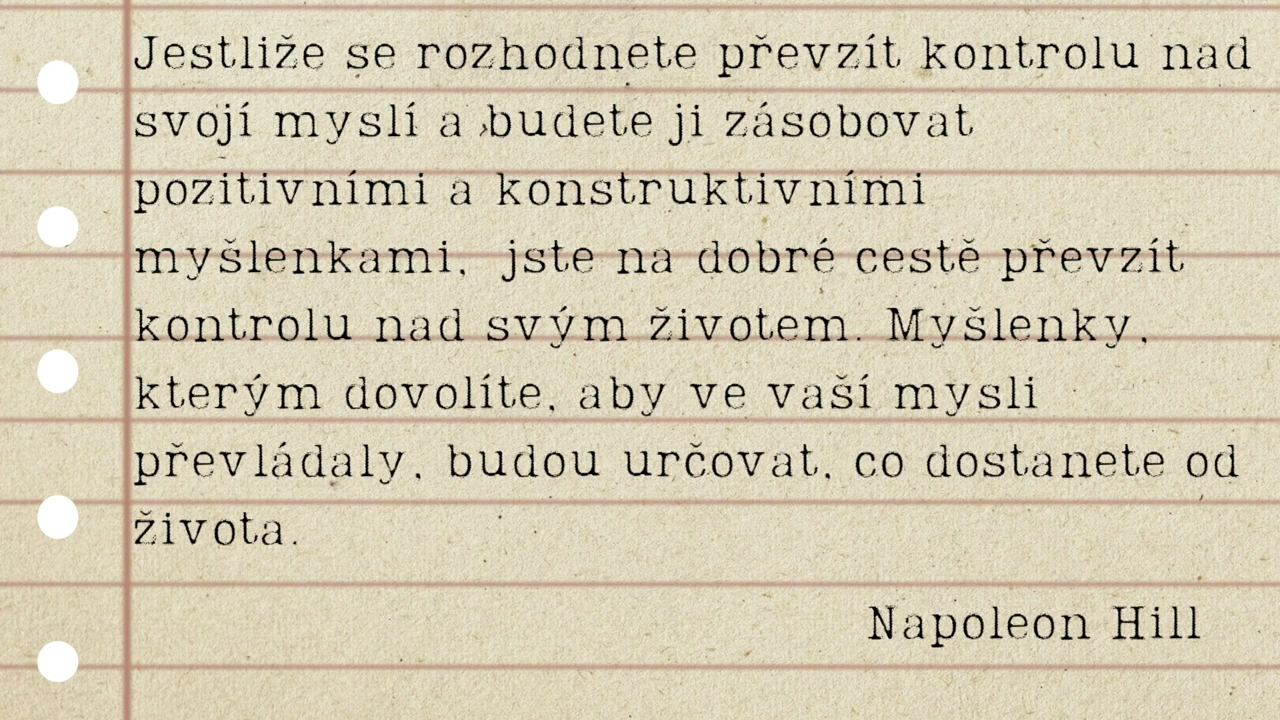 Jestliže se rozhodnete převzít kontrolu nad
svojí myslí a budete ji zásobovat
pozitivními a konstruktivními
myšlenkami, jste na dobré cestě převzít
kontrolu nad svým životem. Myšlenky,
kterým dovolíte, aby ve vaší mysli
převládaly, budou určovat, co dostanete od
života.
Napoleon Hill